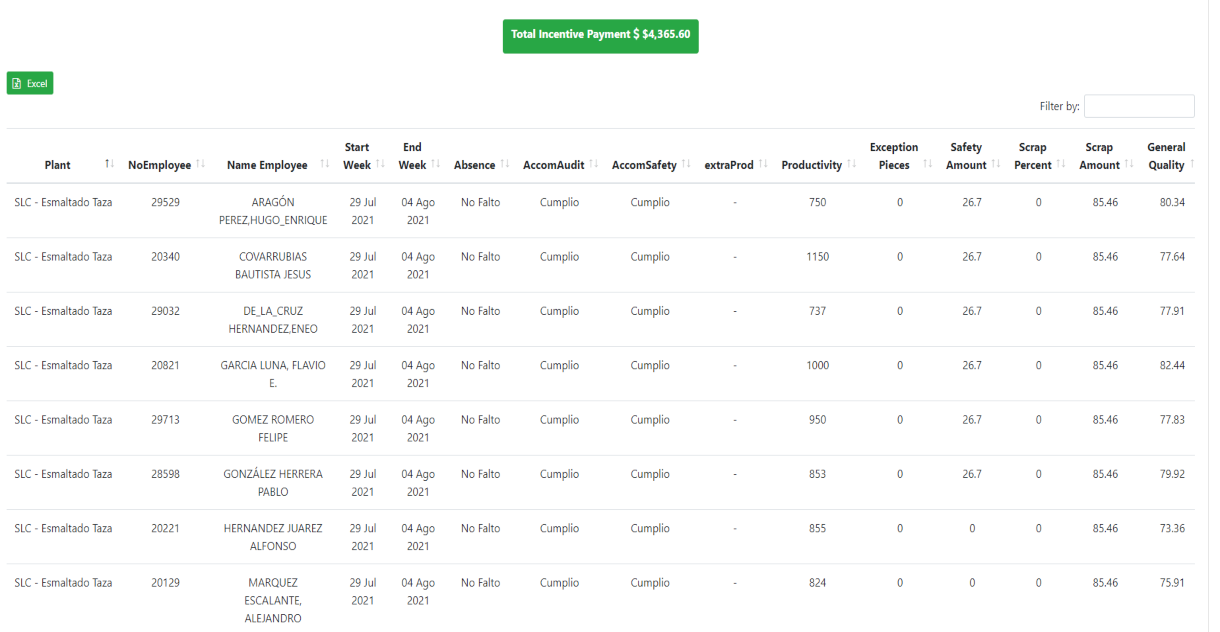 Total Incentive Payment $ $4,365.60
Excel
Filter by:
Plant NoEmployee Name Employee Start Week End Week Absence AccomAudit AccomSafety extraProd Productivity Exception Pieces Safety Amount Scrap Percent Scrap Amount General Quality
SLC - Esmaltado Taza 29529 ARAGÓN PEREZ,HUGO_ENRIQUE 29 Jul 2021 04 Ago 2021 No Falto Cumplio Cumplio - 750 0 26.7 0 85.46 80.34
SLC - Esmaltado Taza 20340 COVARRUBIAS BAUTISTA JESUS 29 Jul 2021 04 Ago 2021 No Falto Cumplio Cumplio - 1150 0 26.7 0 85.46 77.64
SLC - Esmaltado Taza 29032 DE_LA_CRUZ HERNANDEZ,ENEO 29 Jul 2021 04 Ago 2021 No Falto Cumplio Cumplio - 737 0 26.7 0 85.46 77.91
SLC - Esmaltado Taza 20821 GARCIA LUNA, FLAVIO E. 29 Jul 2021 04 Ago 2021 No Falto Cumplio Cumplio - 1000 0 26.7 0 85.46 82.44
SLC - Esmaltado Taza 29713 GOMEZ ROMERO FELIPE 29 Jul 2021 04 Ago 2021 No Falto Cumplio Cumplio - 950 0 26.7 0 85.46 77.83
SLC - Esmaltado Taza 28598 GONZÁLEZ HERRERA PABLO 29 Jul 2021 04 Ago 2021 No Falto Cumplio Cumplio - 853 0 26.7 0 85.46 79.92
SLC - Esmaltado Taza 20221 HERNANDEZ JUAREZ ALFONSO 29 Jul 2021 04 Ago 2021 No Falto Cumplio Cumplio - 855 0 0 0 85.46 73.36
SLC - Esmaltado Taza 20129 MARQUEZ ESCALANTE, ALEJANDRO 29 Jul 2021 04 Ago 2021 No Falto Cumplio Cumplio - 824 0 0 0 85.46 75.91